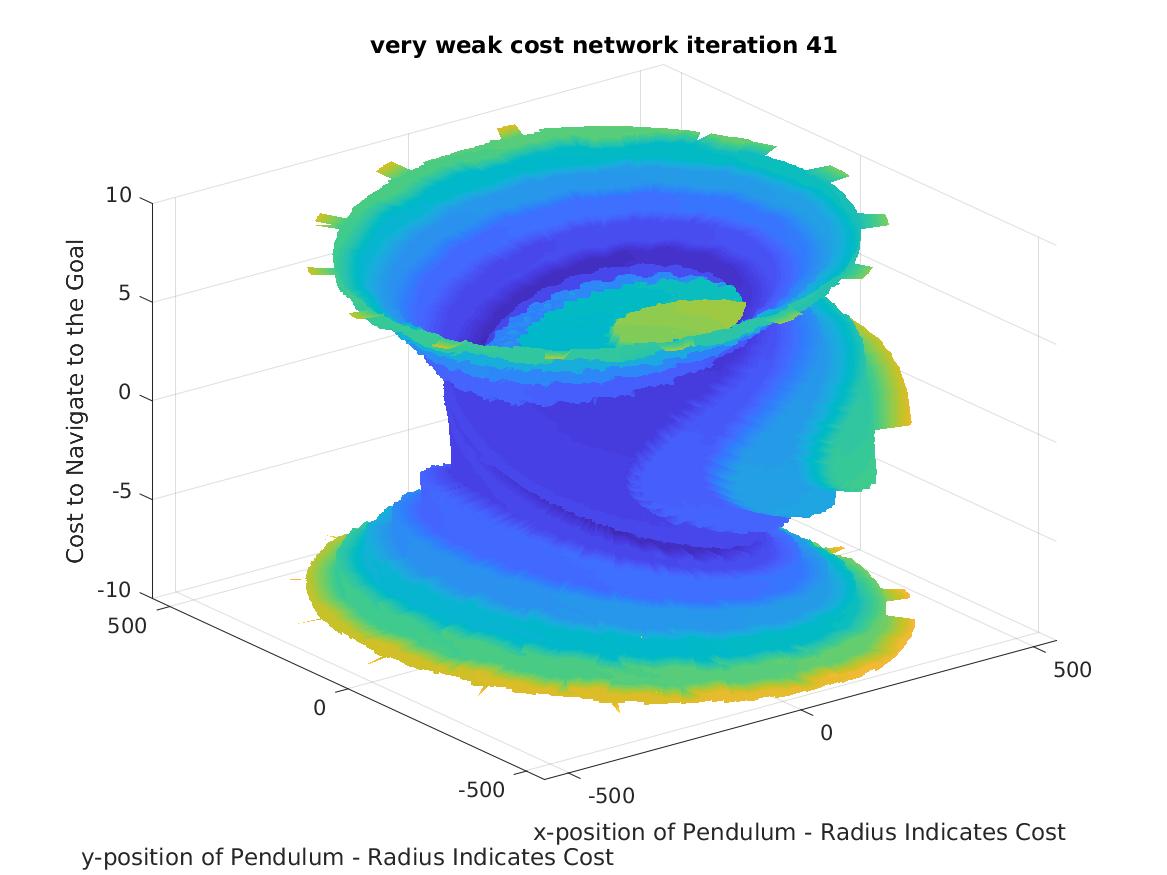 very weak cost network iteration 41
Cost to Navigate to the Goal
10
5
0
-5
-10
500
0
-500
-500
0
500
x-position of Pendulum - Radius Indicates Cost
y-position of Pendulum - Radius Indicates Cost